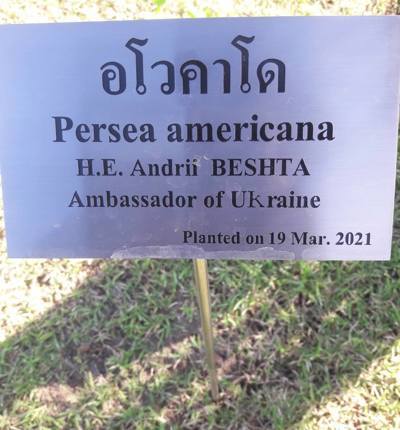 อโวคาโด
Persea americana
H.E. Andrii BESHTA
Ambassador of UKraine
Planted on 19 Mar. 2021